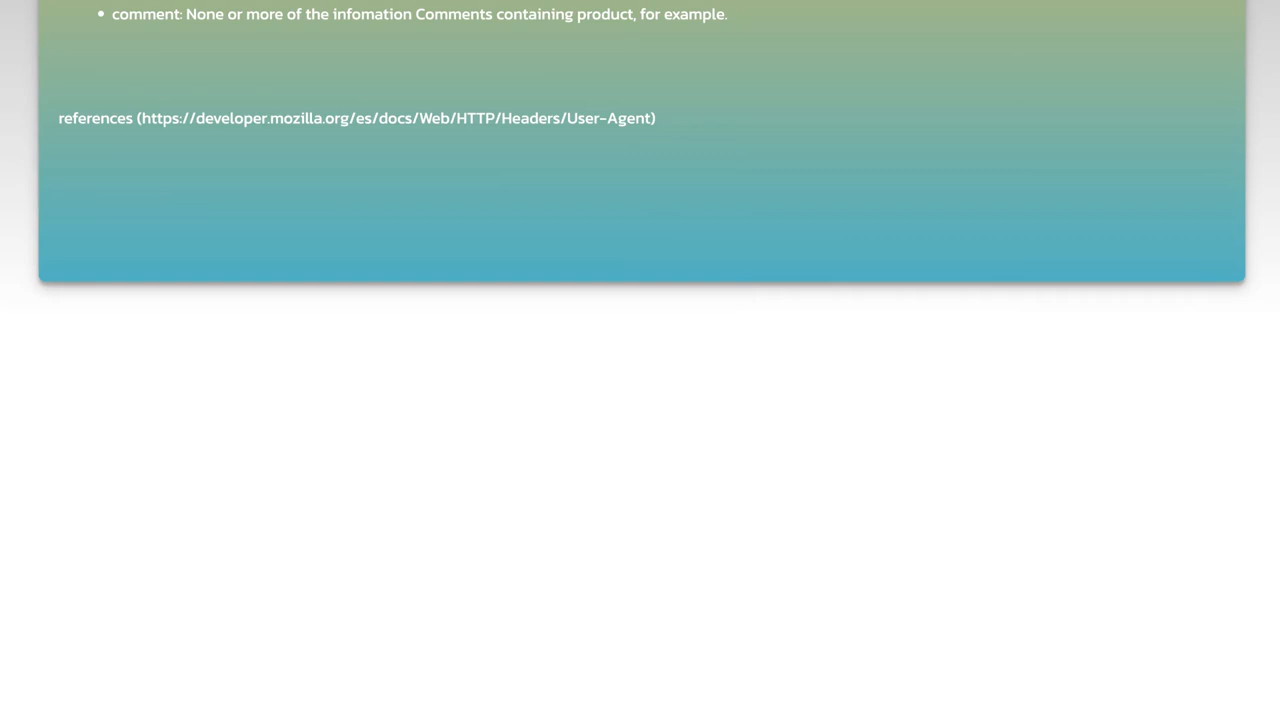 • comment: None or more of the infomation Comments containing product, for example.
references (https://developer.mozilla.org/es/docs/Web/HTTP/Headers/User-Agent)